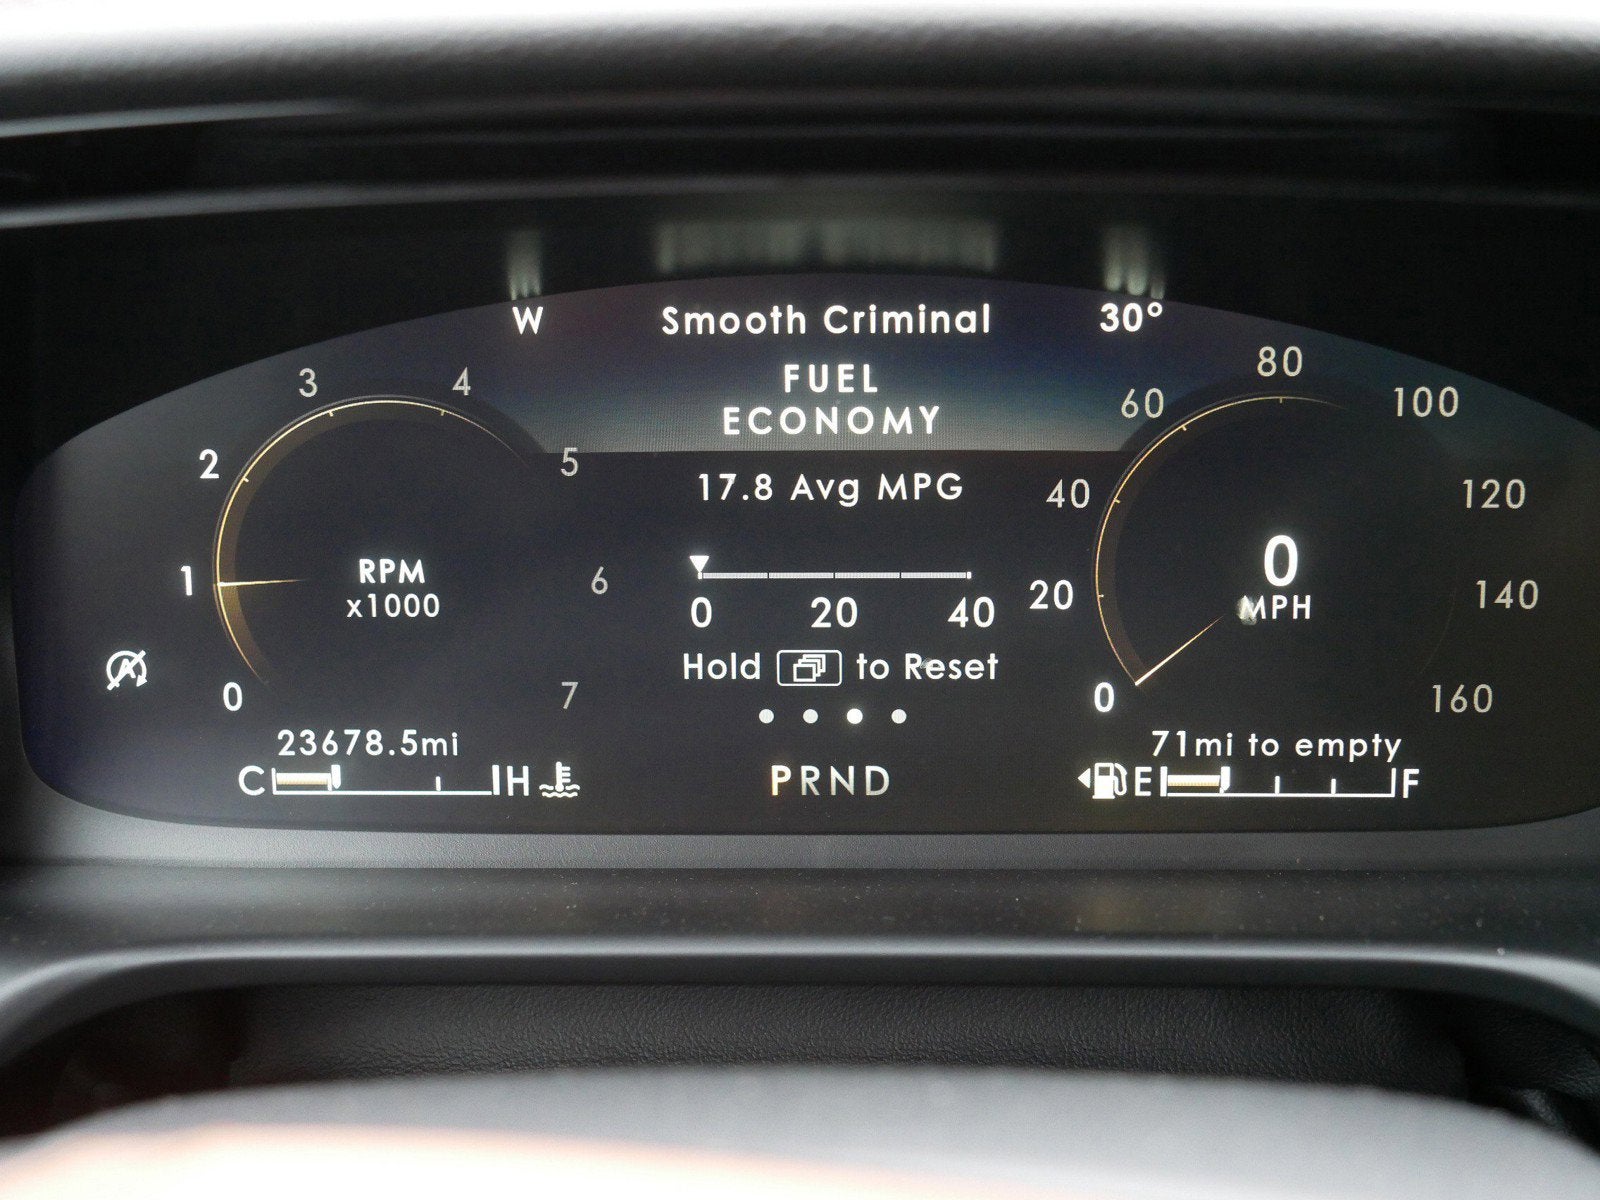 W Smooth Criminal 30°
FUEL
ECONOMY
17.8 Avg MPG
0 20 40
Hold to Reset
0 1 2 3 4 5 6 7
RPM
x1000
0 20 40 60 80 100 120 140 160
0
MPH
23678.5mi
C H
PRND
71mi to empty
E F